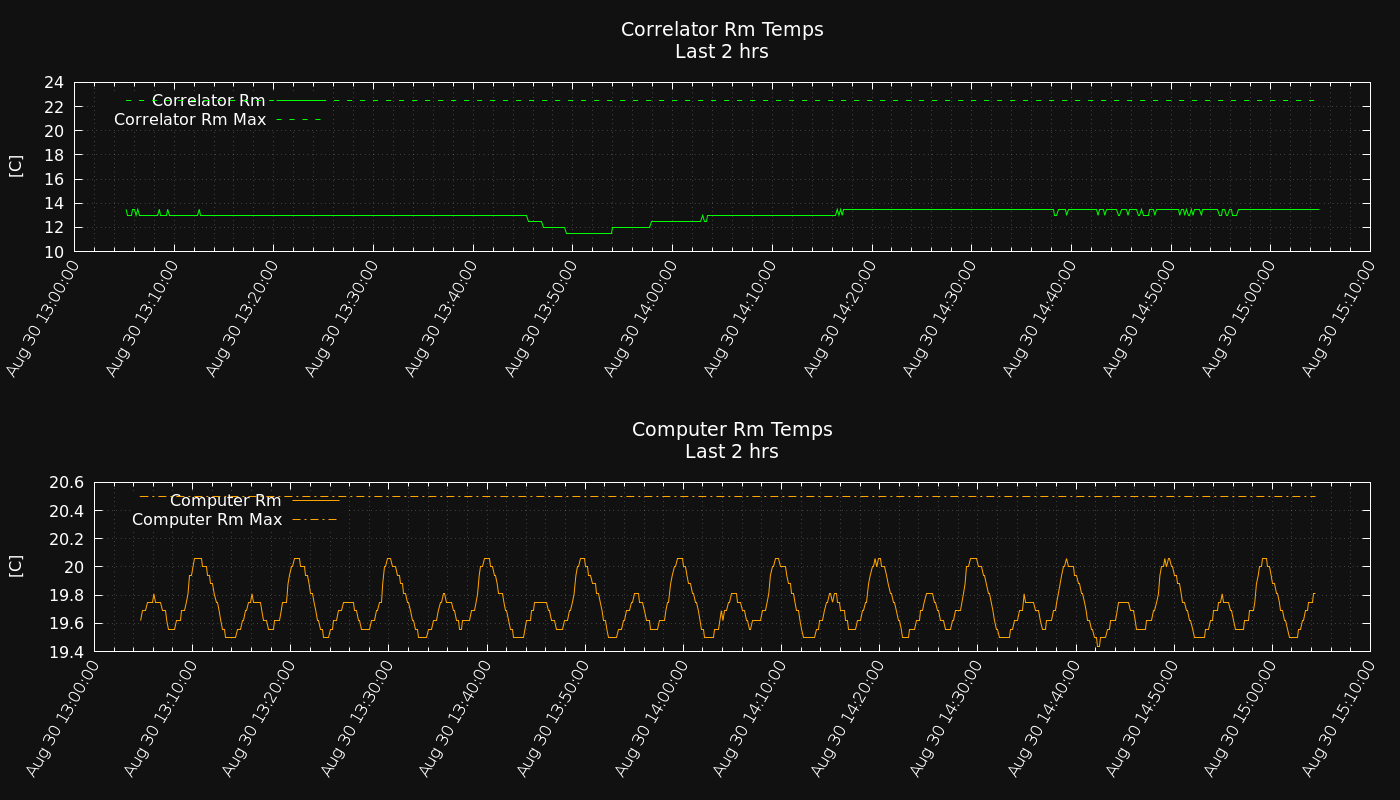 Correlator Rm Temps
Last 2 hrs
24
22
20
18
16
14
12
10
[C]
Correlator Rm
Correlator Rm Max
Aug 30 13:00:00
Aug 30 13:10:00
Aug 30 13:20:00
Aug 30 13:30:00
Aug 30 13:40:00
Aug 30 13:50:00
Aug 30 14:00:00
Aug 30 14:10:00
Aug 30 14:20:00
Aug 30 14:30:00
Aug 30 14:40:00
Aug 30 14:50:00
Aug 30 15:00:00
Aug 30 15:10:00
Computer Rm Temps
Last 2 hrs
20.6
20.4
20.2
20
19.8
19.6
19.4
[C]
Computer Rm
Computer Rm Max
Aug 30 13:00:00
Aug 30 13:10:00
Aug 30 13:20:00
Aug 30 13:30:00
Aug 30 13:40:00
Aug 30 13:50:00
Aug 30 14:00:00
Aug 30 14:10:00
Aug 30 14:20:00
Aug 30 14:30:00
Aug 30 14:40:00
Aug 30 14:50:00
Aug 30 15:00:00
Aug 30 15:10:00